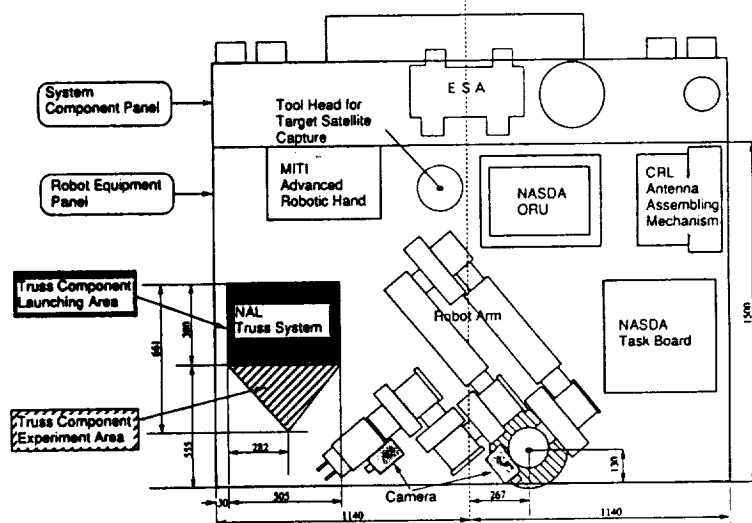 System
Component Panel
E S A
Tool Head for
Target Satellite
Capture
Robot Equipment
Panel
MITI
Advanced
Robotic Hand
NASDA
ORU
CRL
Antenna
Assembling
Mechanism
Truss Component
Launching Area
NAL
Truss System
Robot Arm
NASDA
Task Board
1500
661
380
Truss Component
Experiment Area
555
282
Camera
130
267
30
505
1140
1140